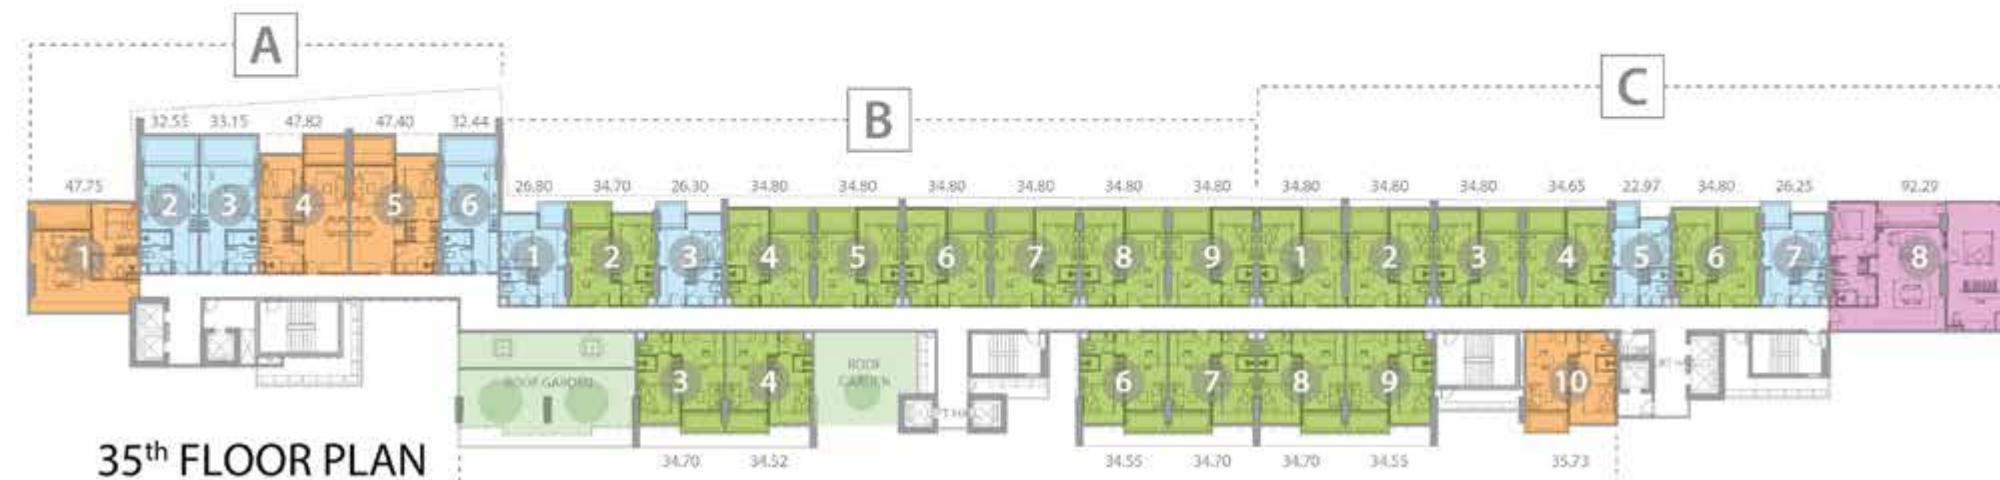 A
B
C
32.55 33.15 47.82 47.40 32.44
47.75
26.80 34.70 26.30 34.80 34.80 34.80 34.80 34.80 34.80 34.80 34.80 34.80 34.65 22.97 34.80 26.25 92.29
1 2 3 4 5 6
1 2 3 4 5 6 7 8 9 1 2 3 4 5 6 7 8
ROOF GARDEN
3 4
ROOF
GARDEN
6 7 8 9 10
35th FLOOR PLAN
34.70 34.52 34.55 34.70 34.70 34.55 35.73